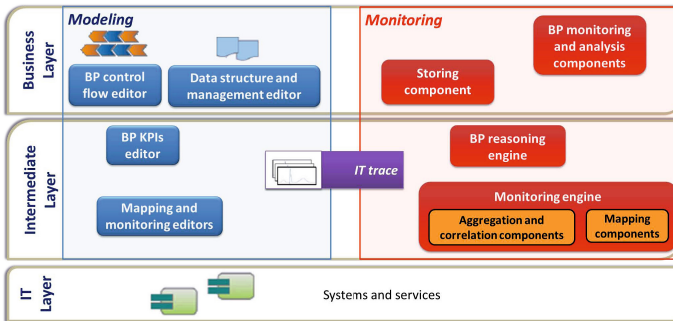 Modeling
Monitoring
Business
Layer
BP control
flow editor
Data structure and
management editor
Storing
component
BP monitoring
and analysis
components
Intermediate
Layer
BP KPIs
editor
Mapping and
monitoring editors
IT trace
BP reasoning
engine
Monitoring engine
Aggregation and
correlation components
Mapping
components
IT
Layer
Systems and services